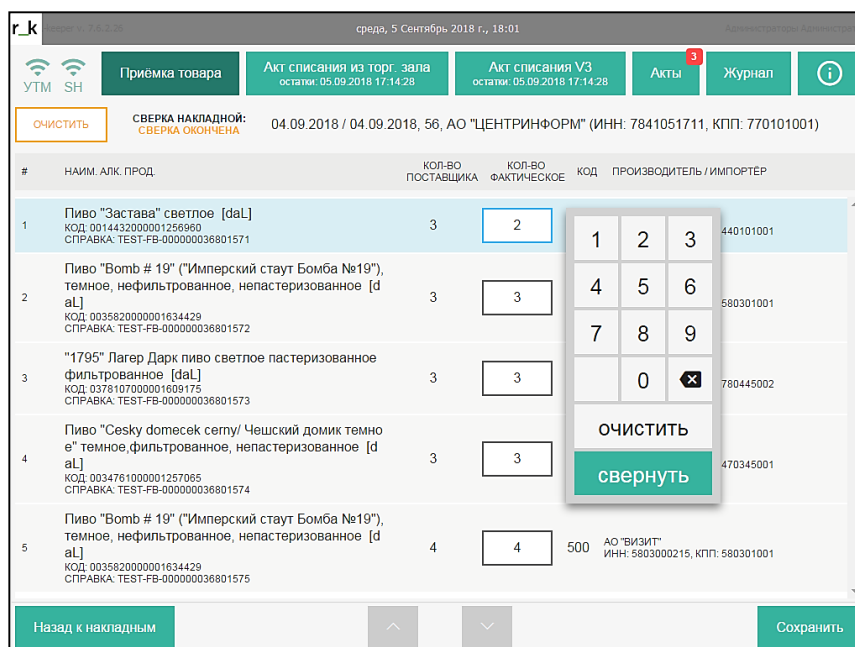 r_k
Keeper v. 7.6.2.26 среда, 5 Сентябрь 2018 г., 18:01 Администраторы Администрат
УТМ SH
Приёмка товара
Акт списания из торг. зала
остатки: 05.09.2018 17:14:28
Акт списания V3
остатки: 05.09.2018 17:14:28
Акты
3
Журнал
i
ОЧИСТИТЬ
СВЕРКА НАКЛАДНОЙ:
СВЕРКА ОКОНЧЕНА
04.09.2018 / 04.09.2018, 56, АО "ЦЕНТРИНФОРМ" (ИНН: 7841051711, КПП: 770101001)
# НАИМ. АЛК. ПРОД. КОЛ-ВО ПОСТАВЩИКА КОЛ-ВО ФАКТИЧЕСКОЕ КОД ПРОИЗВОДИТЕЛЬ / ИМПОРТЁР
1 Пиво "Застава" светлое [daL] 3 2
КОД: 0014432000001256960 440101001
СПРАВКА: TEST-FB-000000036801571
Пиво "Bomb # 19" ("Имперский стаут Бомба №19"),
темное, нефильтрованное, непастеризованное [d
2 aL] 3 3 580301001
КОД: 0035820000001634429
СПРАВКА: TEST-FB-000000036801572
"1795" Лагер Дарк пиво светлое пастеризованное
3 фильтрованное [daL] 3 3 780445002
КОД: 0378107000001609175
СПРАВКА: TEST-FB-000000036801573
Пиво "Cesky domecek cerny/ Чешский домик темно
е" темное,фильтрованное, непастеризованное [d
4 aL] 3 3 470345001
КОД: 0034761000001257065
СПРАВКА: TEST-FB-000000036801574
Пиво "Bomb # 19" ("Имперский стаут Бомба №19"),
темное, нефильтрованное, непастеризованное [d
5 aL] 4 4 500 АО "ВИЗИТ"
ИНН: 5803000215, КПП: 580301001
КОД: 0035820000001634429
СПРАВКА: TEST-FB-000000036801575
1 2 3
4 5 6
7 8 9
0
очистить
свернуть
Назад к накладным
Сохранить